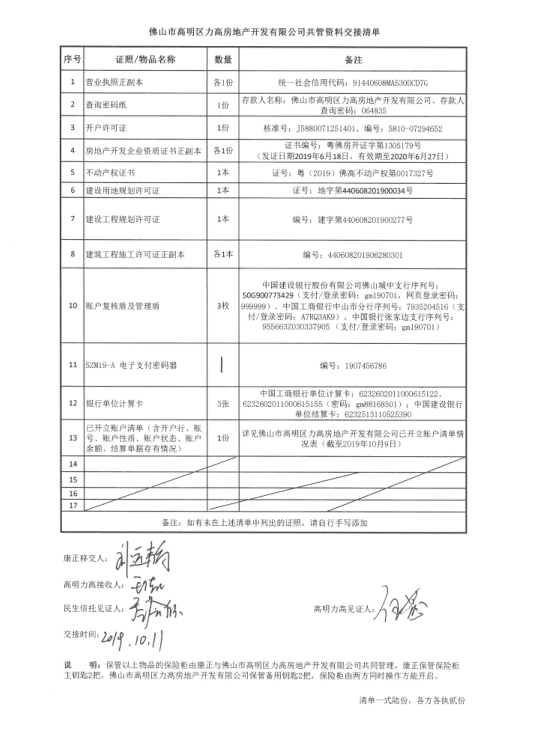 佛山市高明区力高房地产开发有限公司共管资料交接清单
序号 证照/物品名称 数量 备注
1 营业执照正副本 各1份 统一社会信用代码：91440608MA530DCD7G
2 查询密码纸 1份 存款人名称：佛山市高明区力高房地产开发有限公司、存款人
查询密码：064835
3 开户许可证 1份 核准号：J5880071251401、编号：5810-07294652
4 房地产开发企业资质证书正副本 各1份 证书编号：粤佛房开证字第1305179号
（发证日期2019年6月18日，有效期至2020年6月27日）
5 不动产权证书 1本 证号：粤（2019）佛高不动产权第0017327号
6 建设用地规划许可证 1本 证号：地字第440608201900034号
7 建设工程规划许可证 1本 编号：建字第440608201900277号
8 建筑工程施工许可证正副本 各1本 编号：440608201906280301
10 账户复核盾及管理盾 3枚 中国建设银行股份有限公司佛山城中支行序列号：
50G900773429（支付/登录密码：gm190701，网页登录密码：
999999）、中国工商银行中山市分行序列号：7935204516（支
付/登录密码：A7RQ3AK9）、中国银行张家边支行序列号：
955663Z030337905（支付/登录密码：gm190701）
11 SZM19-A 电子支付密码器 1 编号：1907456786
12 银行单位计算卡 3张 中国工商银行单位计算卡：6232602011000615122、
6232602011000615155（密码：gm88168501）；中国建设银行单
位结算卡：6232513110525390
13 已开立账户清单（含开户行、账
号、账户性质、账户状态、账户
余额、结算单据存有情况） 1份 详见佛山市高明区力高房地产开发有限公司已开立账户清单情
况表（截至2019年10月9日）
14
15
16
17
备注：如有未在上述清单中列出的证照，请自行手写添加
康正移交人：
高明力高接收人：
民生信托见证人：
高明力高见证人：
交接时间：2019.10.11
说 明：保管以上物品的保险柜由康正与佛山市高明区力高房地产开发有限公司共同管理，康正保管保险柜
主钥匙2把，佛山市高明区力高房地产开发有限公司保管备用钥匙2把，保险柜由两方同时操作方能开启。
清单一式陆份，各方各执贰份